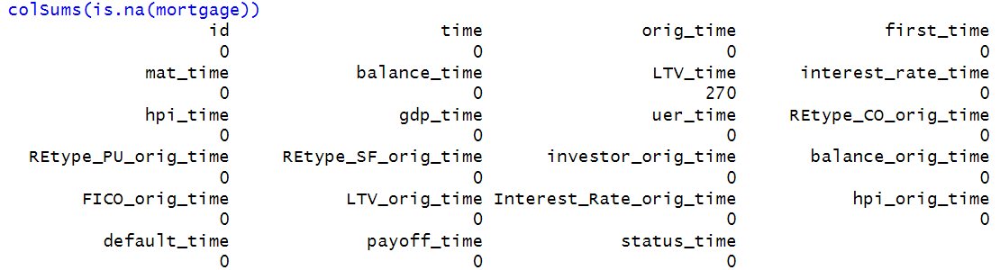 colSums(is.na(mortgage))
id time orig_time first_time
0 0 0 0
mat_time balance_time LTV_time interest_rate_time
0 0 270 0
hpi_time gdp_time uer_time REtype_CO_orig_time
0 0 0 0
REtype_PU_orig_time REtype_SF_orig_time investor_orig_time balance_orig_time
0 0 0 0
FICO_orig_time LTV_orig_time Interest_Rate_orig_time hpi_orig_time
0 0 0 0
default_time payoff_time status_time
0 0 0